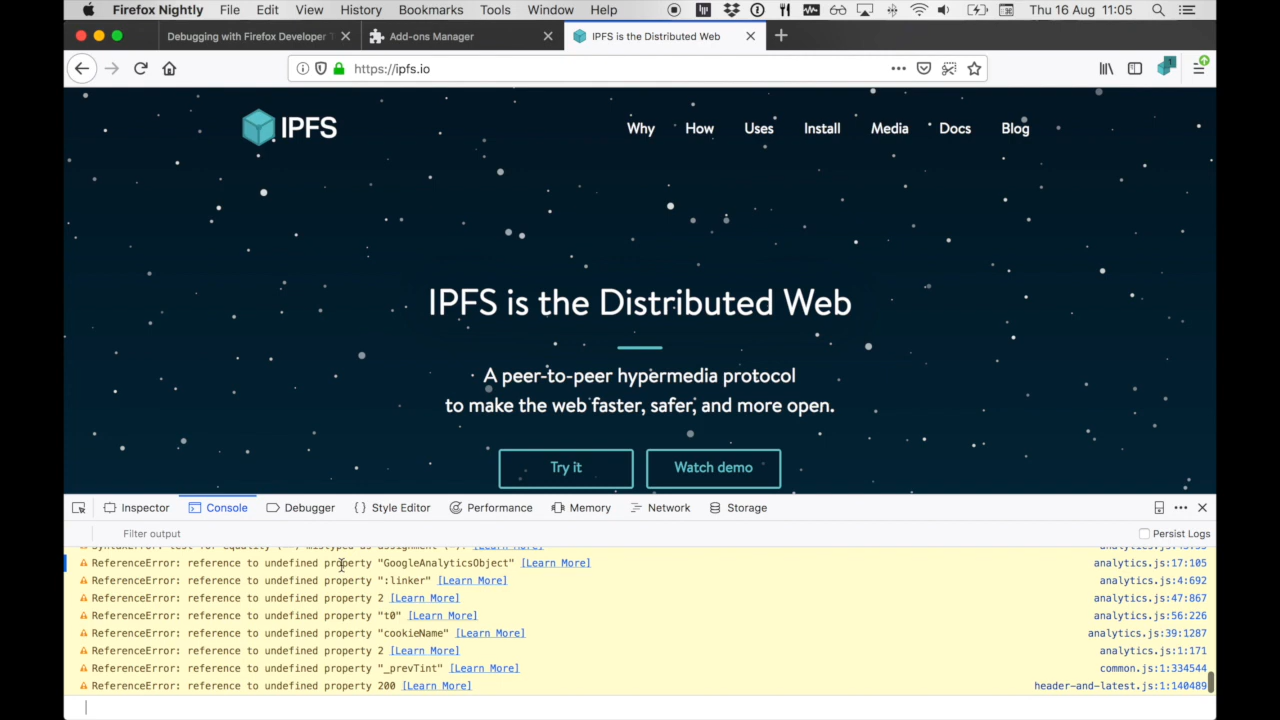 Firefox Nightly File Edit View History Bookmarks Tools Window Help Thu 16 Aug 11:05
Debugging with Firefox Developer T Add-ons Manager IPFS is the Distributed Web
https://ipfs.io
IPFS Why How Uses Install Media Docs Blog
IPFS is the Distributed Web
A peer-to-peer hypermedia protocol
to make the web faster, safer, and more open.
Try it Watch demo
Inspector Console Debugger Style Editor Performance Memory Network Storage
Filter output Persist Logs
SyntaxError: test for equality (==) mistyped as assignment (=)? [Learn More]
ReferenceError: reference to undefined property "GoogleAnalyticsObject" [Learn More] analytics.js:17:105
ReferenceError: reference to undefined property ":linker" [Learn More] analytics.js:4:692
ReferenceError: reference to undefined property 2 [Learn More] analytics.js:47:867
ReferenceError: reference to undefined property "t0" [Learn More] analytics.js:56:226
ReferenceError: reference to undefined property "cookieName" [Learn More] analytics.js:39:1287
ReferenceError: reference to undefined property 2 [Learn More] analytics.js:1:171
ReferenceError: reference to undefined property "_prevTint" [Learn More] common.js:1:334544
ReferenceError: reference to undefined property 200 [Learn More] header-and-latest.js:1:140489